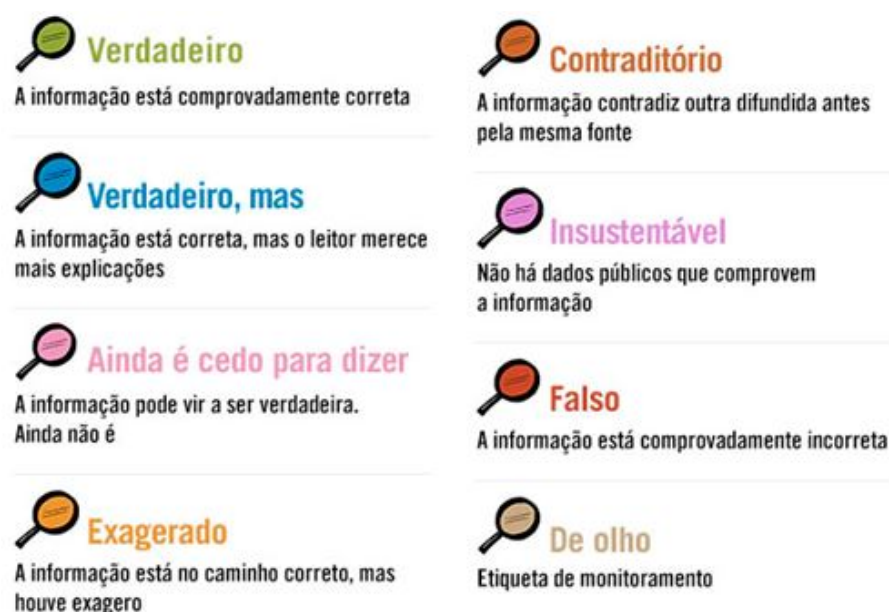 Verdadeiro
A informação está comprovadamente correta
Verdadeiro, mas
A informação está correta, mas o leitor merece
mais explicações
Ainda é cedo para dizer
A informação pode vir a ser verdadeira.
Ainda não é
Exagerado
A informação está no caminho correto, mas
houve exagero
Contraditório
A informação contradiz outra difundida antes
pela mesma fonte
Insustentável
Não há dados públicos que comprovem
a informação
Falso
A informação está comprovadamente incorreta
De olho
Etiqueta de monitoramento